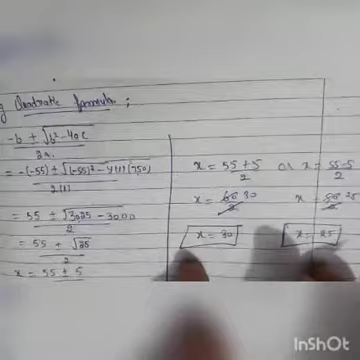 g Quadratic formula ;
-b ± √b²-4ac
2a
= -(-55) ± √(-55)² - 4(1)(750)
2(1)
= 55 ± √3025 - 3000
2
= 55 ± √25
2
x = 55 ± 5
x = 55+5 or x = 55-5
2 2
x = 60 30 x = 50 25
2 2
x = 30 x = 25
InShOt